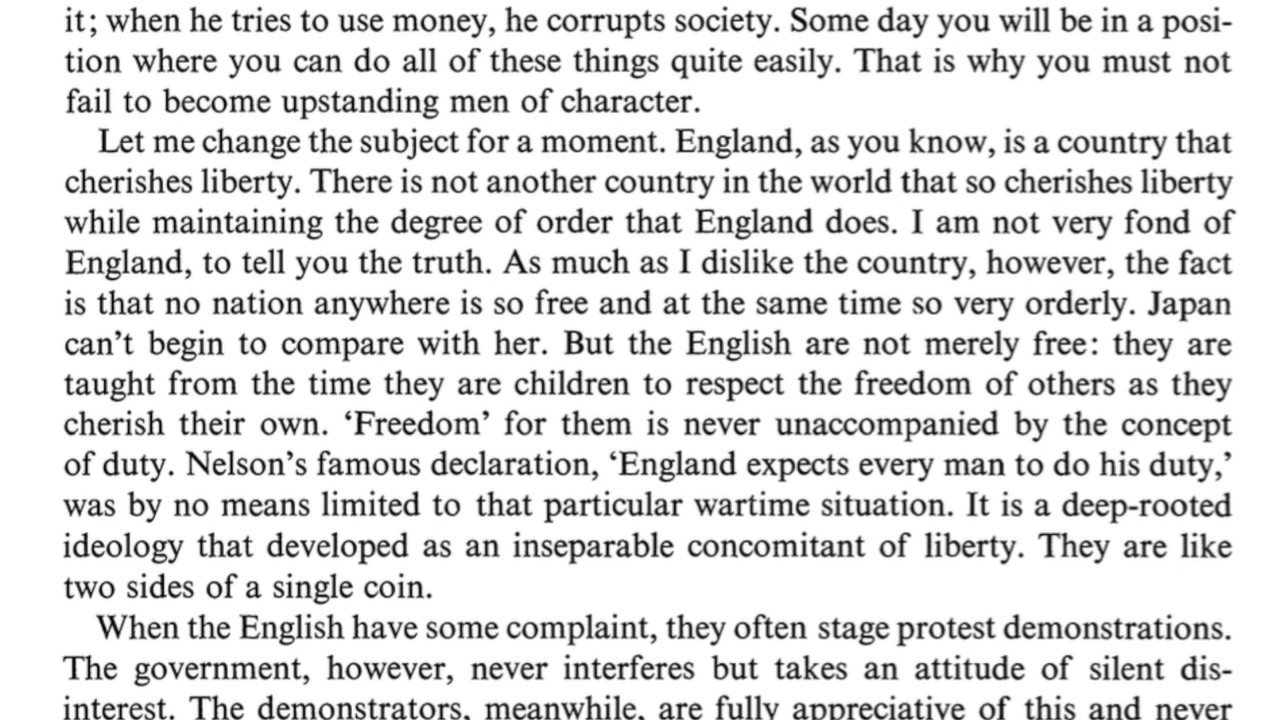 it; when he tries to use money, he corrupts society. Some day you will be in a posi-
tion where you can do all of these things quite easily. That is why you must not
fail to become upstanding men of character.
Let me change the subject for a moment. England, as you know, is a country that
cherishes liberty. There is not another country in the world that so cherishes liberty
while maintaining the degree of order that England does. I am not very fond of
England, to tell you the truth. As much as I dislike the country, however, the fact
is that no nation anywhere is so free and at the same time so very orderly. Japan
can’t begin to compare with her. But the English are not merely free: they are
taught from the time they are children to respect the freedom of others as they
cherish their own. ‘Freedom’ for them is never unaccompanied by the concept
of duty. Nelson’s famous declaration, ‘England expects every man to do his duty,’
was by no means limited to that particular wartime situation. It is a deep-rooted
ideology that developed as an inseparable concomitant of liberty. They are like
two sides of a single coin.
When the English have some complaint, they often stage protest demonstrations.
The government, however, never interferes but takes an attitude of silent dis-
interest. The demonstrators, meanwhile, are fully appreciative of this and never